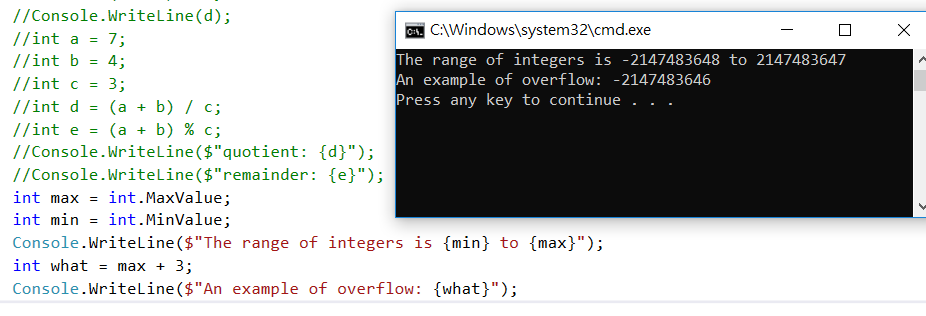 //Console.WriteLine(d);
//int a = 7;
//int b = 4;
//int c = 3;
//int d = (a + b) / c;
//int e = (a + b) % c;
//Console.WriteLine($"quotient: {d}");
//Console.WriteLine($"remainder: {e}");
int max = int.MaxValue;
int min = int.MinValue;
Console.WriteLine($"The range of integers is {min} to {max}");
int what = max + 3;
Console.WriteLine($"An example of overflow: {what}");
C:\Windows\system32\cmd.exe
The range of integers is -2147483648 to 2147483647
An example of overflow: -2147483646
Press any key to continue . . .